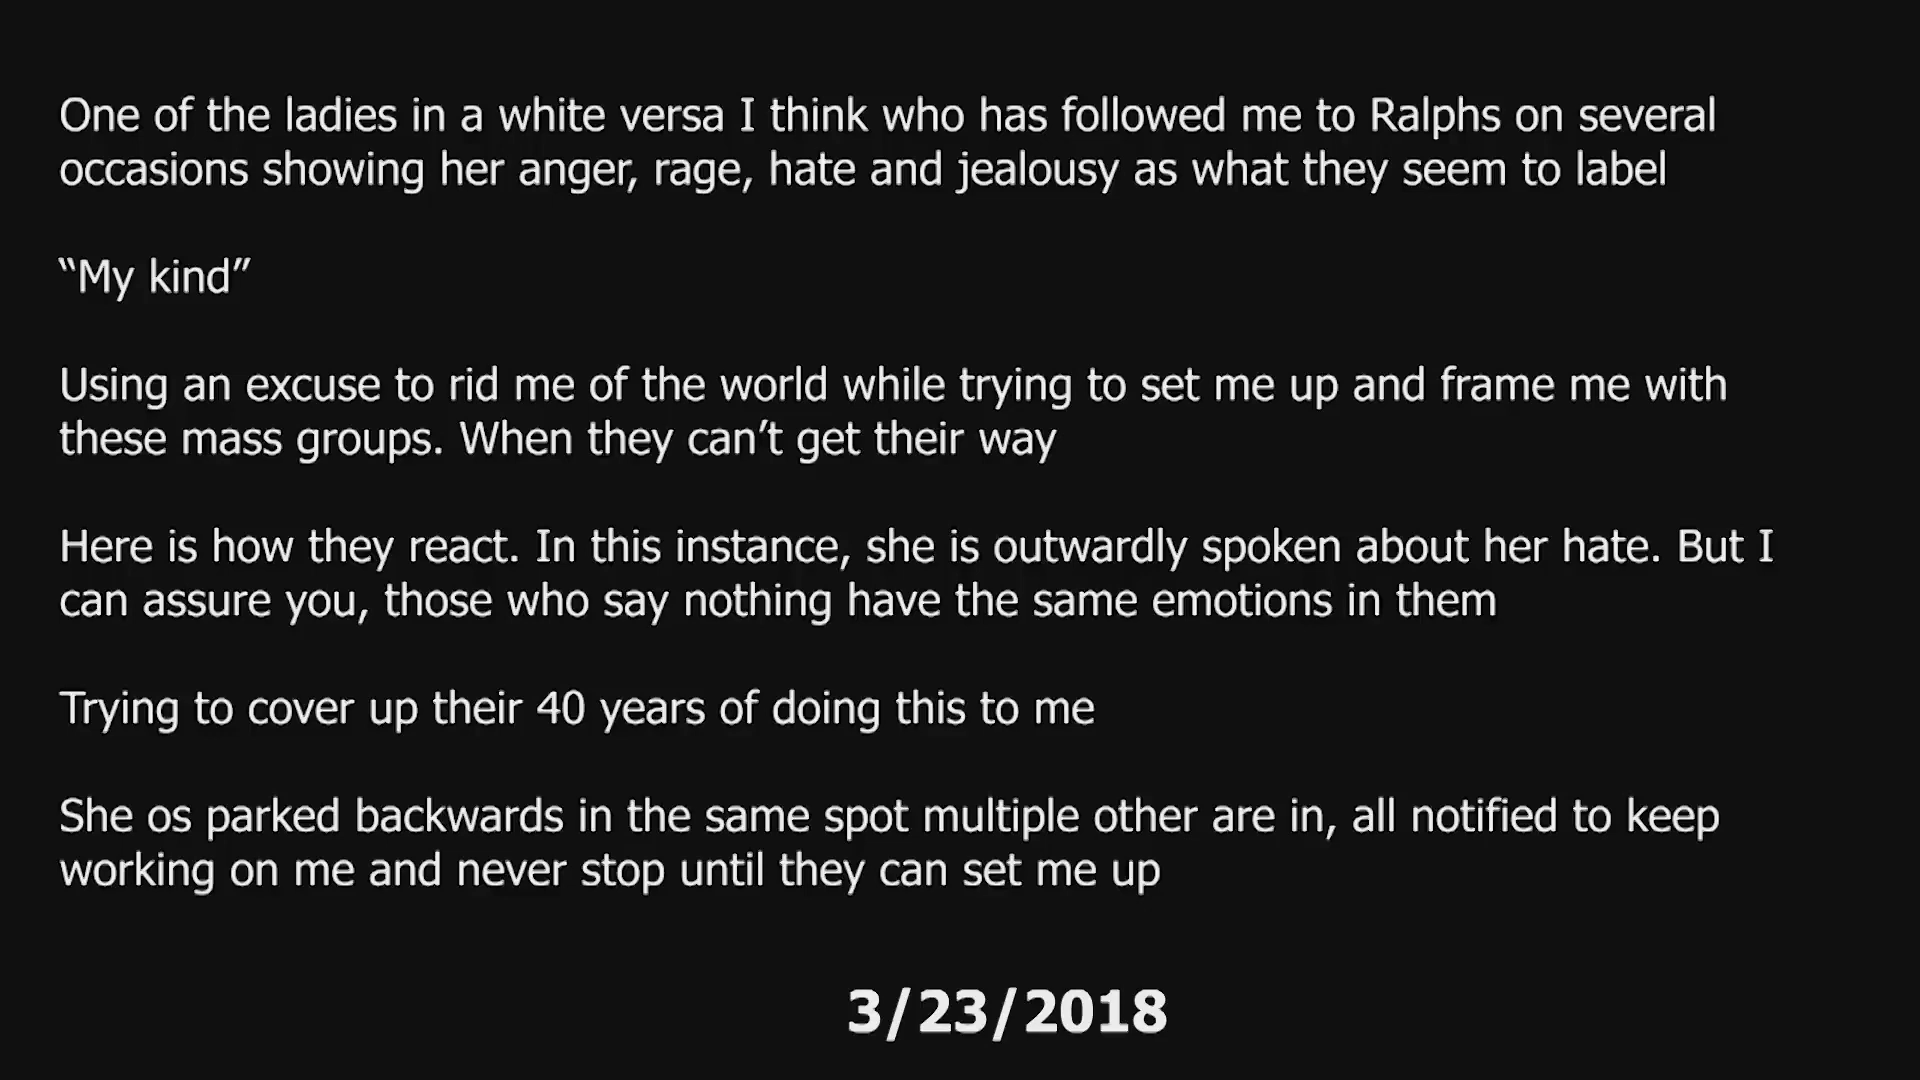 One of the ladies in a white versa I think who has followed me to Ralphs on several
occasions showing her anger, rage, hate and jealousy as what they seem to label
“My kind”
Using an excuse to rid me of the world while trying to set me up and frame me with
these mass groups. When they can’t get their way
Here is how they react. In this instance, she is outwardly spoken about her hate. But I
can assure you, those who say nothing have the same emotions in them
Trying to cover up their 40 years of doing this to me
She os parked backwards in the same spot multiple other are in, all notified to keep
working on me and never stop until they can set me up
3/23/2018